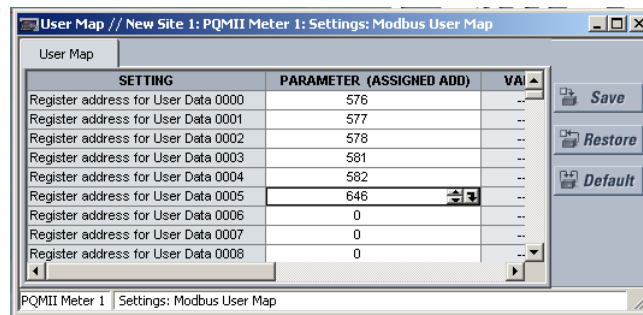 User Map // New Site 1: PQMII Meter 1: Settings: Modbus User Map
User Map
SETTING PARAMETER (ASSIGNED ADD) VA
Register address for User Data 0000 576 --
Register address for User Data 0001 577 --
Register address for User Data 0002 578 --
Register address for User Data 0003 581 --
Register address for User Data 0004 582 --
Register address for User Data 0005 646 --
Register address for User Data 0006 0 --
Register address for User Data 0007 0 --
Register address for User Data 0008 0 --
Save
Restore
Default
PQMII Meter 1 Settings: Modbus User Map